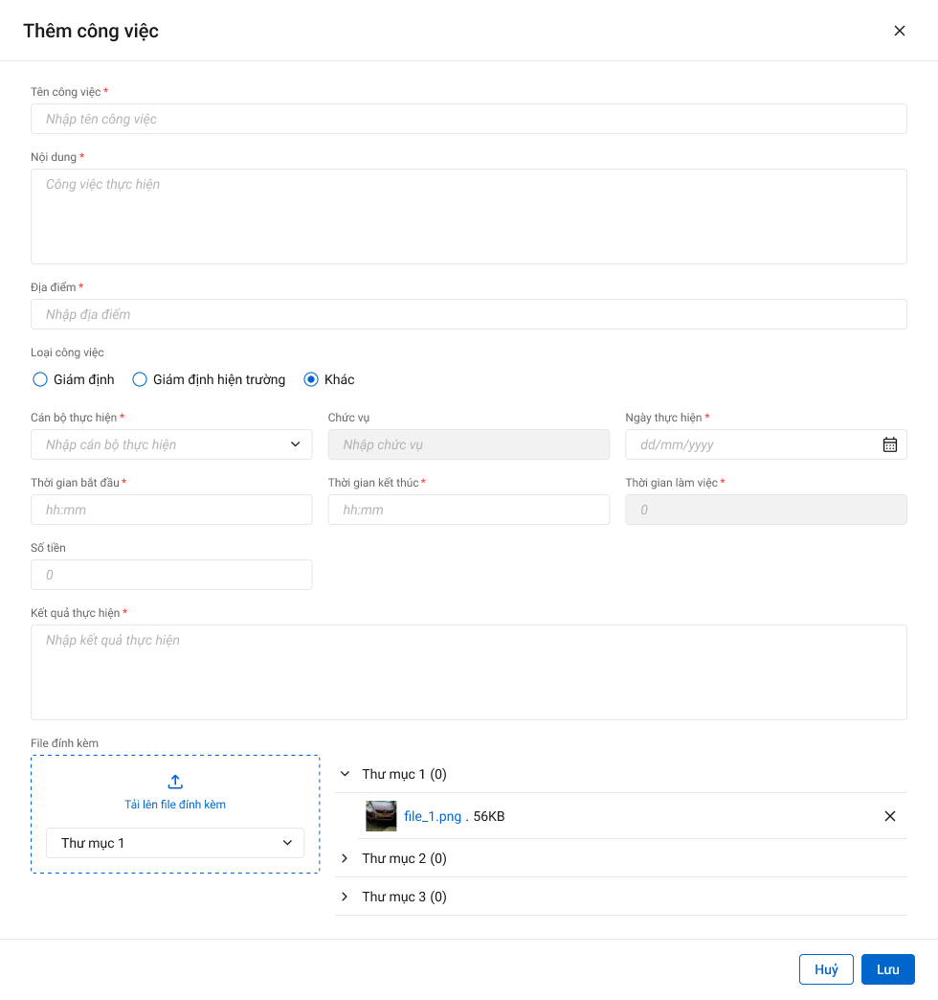 Thêm công việc
Tên công việc *
Nhập tên công việc
Nội dung *
Công việc thực hiện
Địa điểm *
Nhập địa điểm
Loại công việc
Giám định Giám định hiện trường Khác
Cán bộ thực hiện * Chức vụ Ngày thực hiện *
Nhập cán bộ thực hiện Nhập chức vụ dd/mm/yyyy
Thời gian bắt đầu * Thời gian kết thúc * Thời gian làm việc *
hh:mm hh:mm 0
Số tiền
0
Kết quả thực hiện *
Nhập kết quả thực hiện
File đính kèm
Tải lên file đính kèm
Thư mục 1
Thư mục 1 (0)
file_1.png . 56KB
Thư mục 2 (0)
Thư mục 3 (0)
Huỷ Lưu